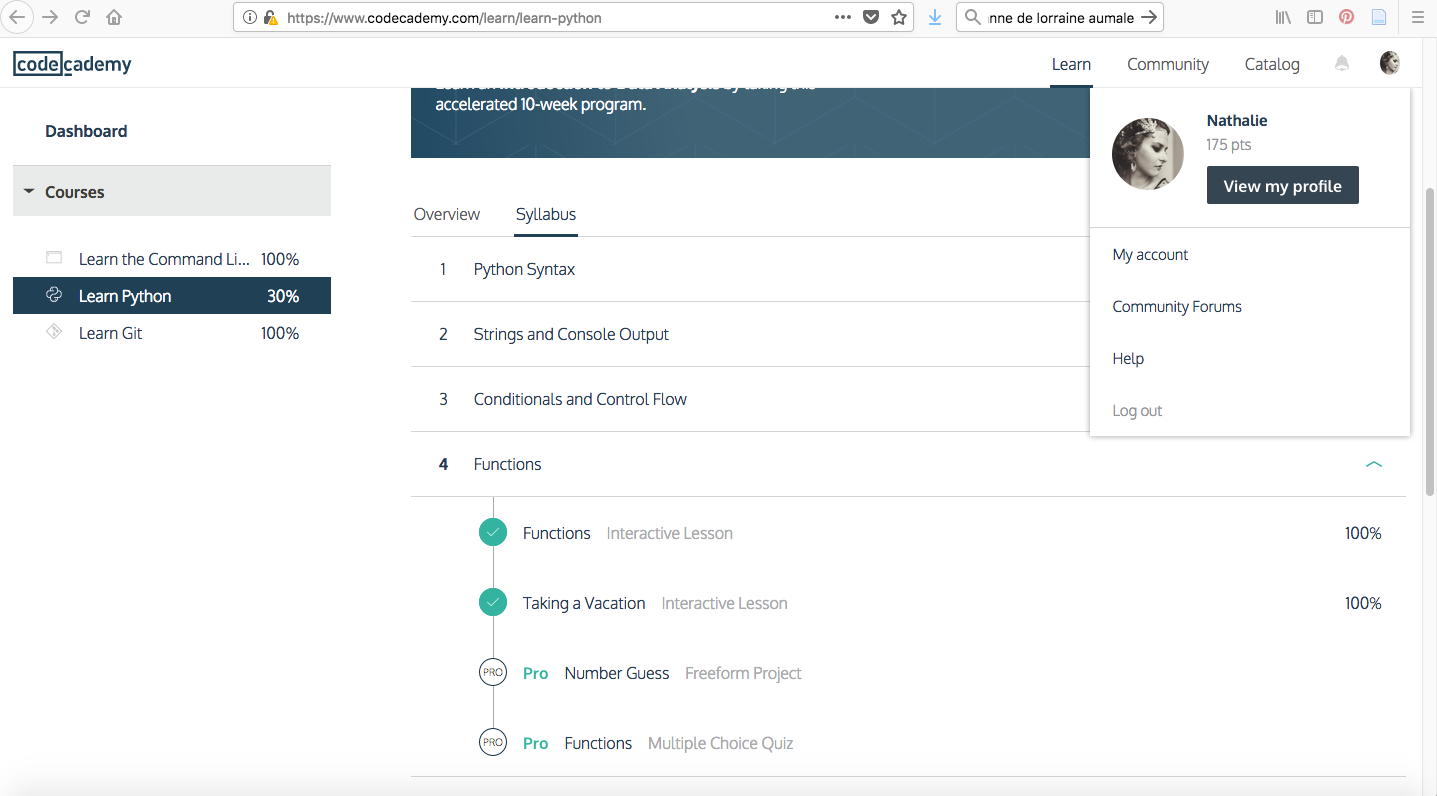 https://www.codecademy.com/learn/learn-python
nne de lorraine aumale
codecademy
Learn Community Catalog
accelerated 10-week program.
Nathalie
175 pts
View my profile
My account
Community Forums
Help
Log out
Dashboard
Courses
Learn the Command Li... 100%
Learn Python 30%
Learn Git 100%
Overview Syllabus
1 Python Syntax
2 Strings and Console Output
3 Conditionals and Control Flow
4 Functions
Functions Interactive Lesson 100%
Taking a Vacation Interactive Lesson 100%
PRO Pro Number Guess Freeform Project
PRO Pro Functions Multiple Choice Quiz